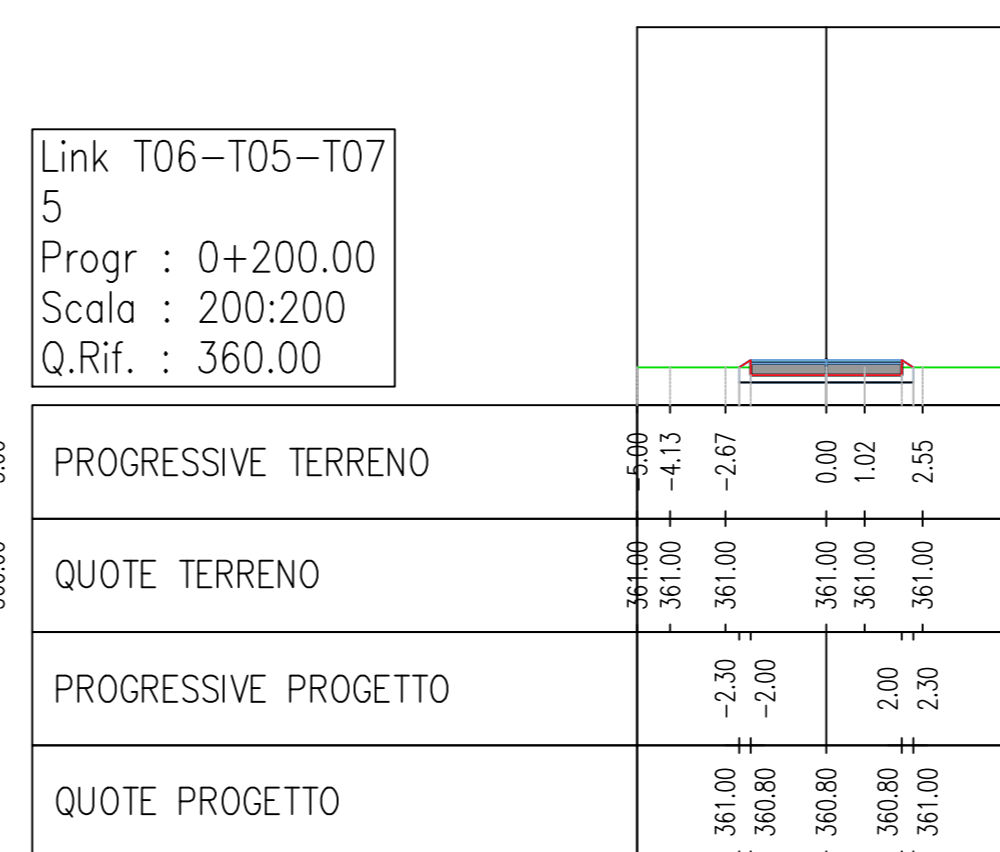 Link T06-T05-T07
5
Progr : 0+200.00
Scala : 200:200
Q.Rif. : 360.00
PROGRESSIVE TERRENO -5.00 -4.13 -2.67 0.00 1.02 2.55
QUOTE TERRENO 361.00 361.00 361.00 361.00 361.00 361.00
PROGRESSIVE PROGETTO -2.30 -2.00 2.00 2.30
QUOTE PROGETTO 361.00 360.80 360.80 360.80 361.00